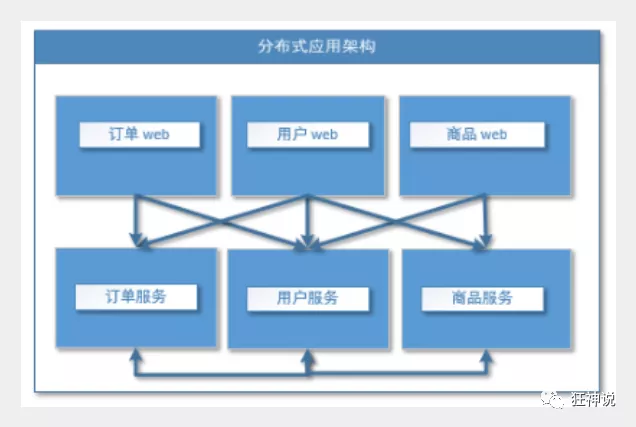 分布式应用架构
订单 web
用户 web
商品 web
订单服务
用户服务
商品服务
狂神说